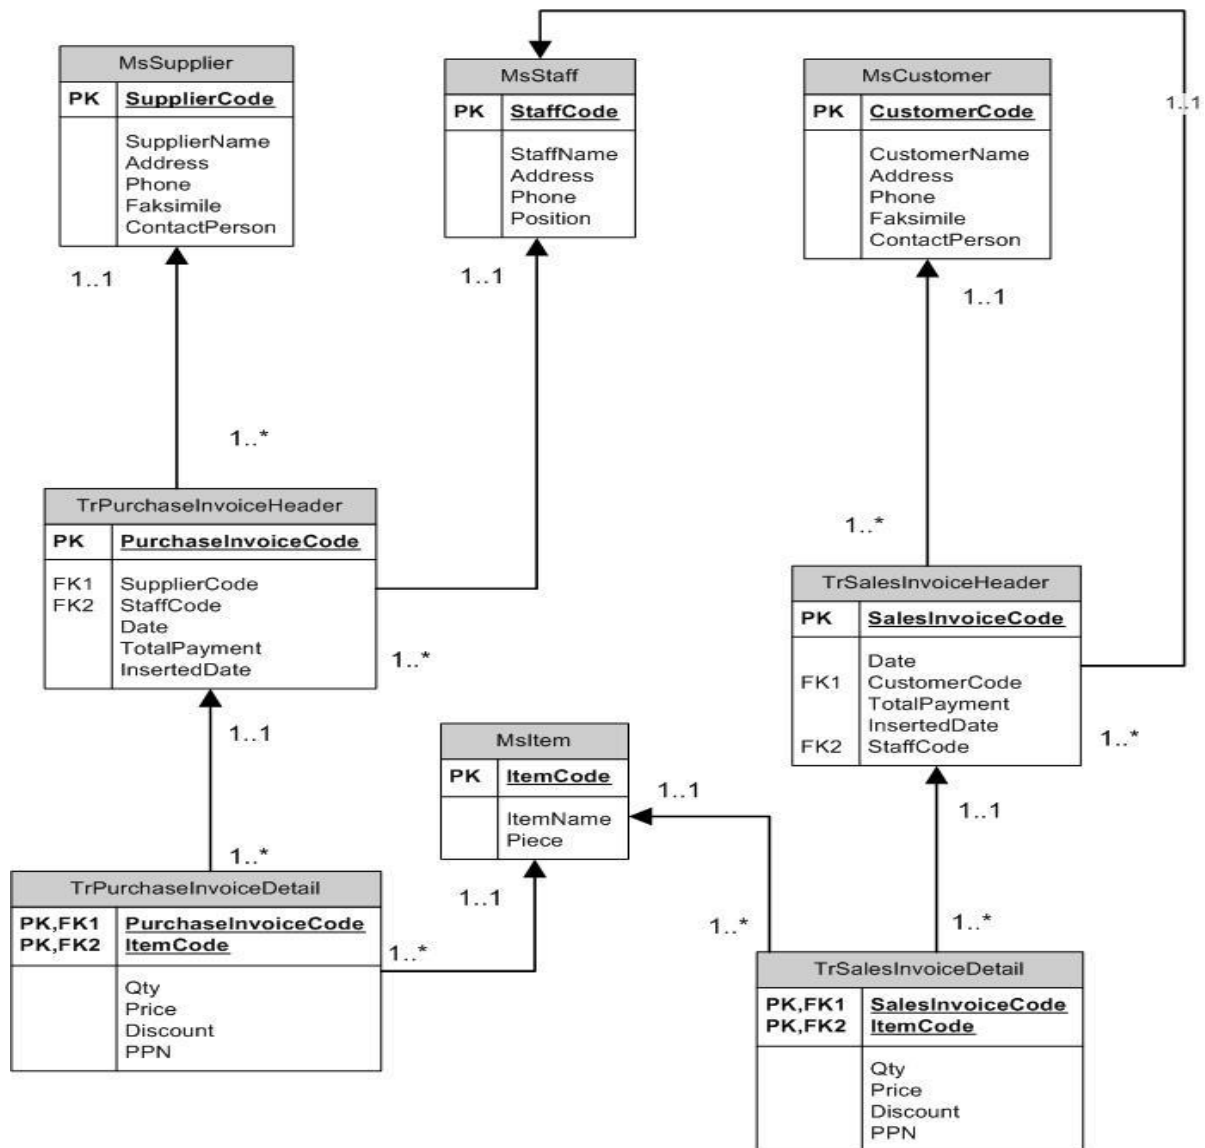 MsSupplier
PK SupplierCode
SupplierName
Address
Phone
Faksimile
ContactPerson
1..1
1..*
MsStaff
PK StaffCode
StaffName
Address
Phone
Position
1..1
MsCustomer
PK CustomerCode
CustomerName
Address
Phone
Faksimile
ContactPerson
1..1
1..1
1..*
TrPurchaseInvoiceHeader
PK PurchaseInvoiceCode
FK1 SupplierCode
FK2 StaffCode
Date
TotalPayment
InsertedDate
1..*
1..1
1..*
TrSalesInvoiceHeader
PK SalesInvoiceCode
Date
FK1 CustomerCode
TotalPayment
InsertedDate
FK2 StaffCode
1..*
1..1
1..*
MsItem
PK ItemCode
ItemName
Piece
1..1
1..1
TrPurchaseInvoiceDetail
PK,FK1 PurchaseInvoiceCode
PK,FK2 ItemCode
Qty
Price
Discount
PPN
1..*
1..*
TrSalesInvoiceDetail
PK,FK1 SalesInvoiceCode
PK,FK2 ItemCode
Qty
Price
Discount
PPN